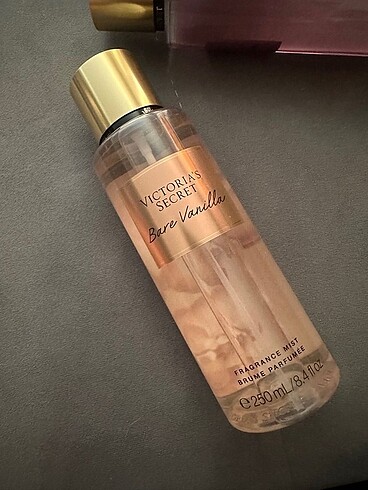 VICTORIA'S
SECRET
Bare Vanilla
FRAGRANCE MIST
BRUME PARFUMÉE
℮ 250 mL/8.4 fl oz